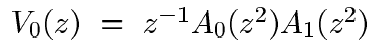 $V_0(z) \ = \ z^{-1} A_0(z^2) A_1(z^2)$